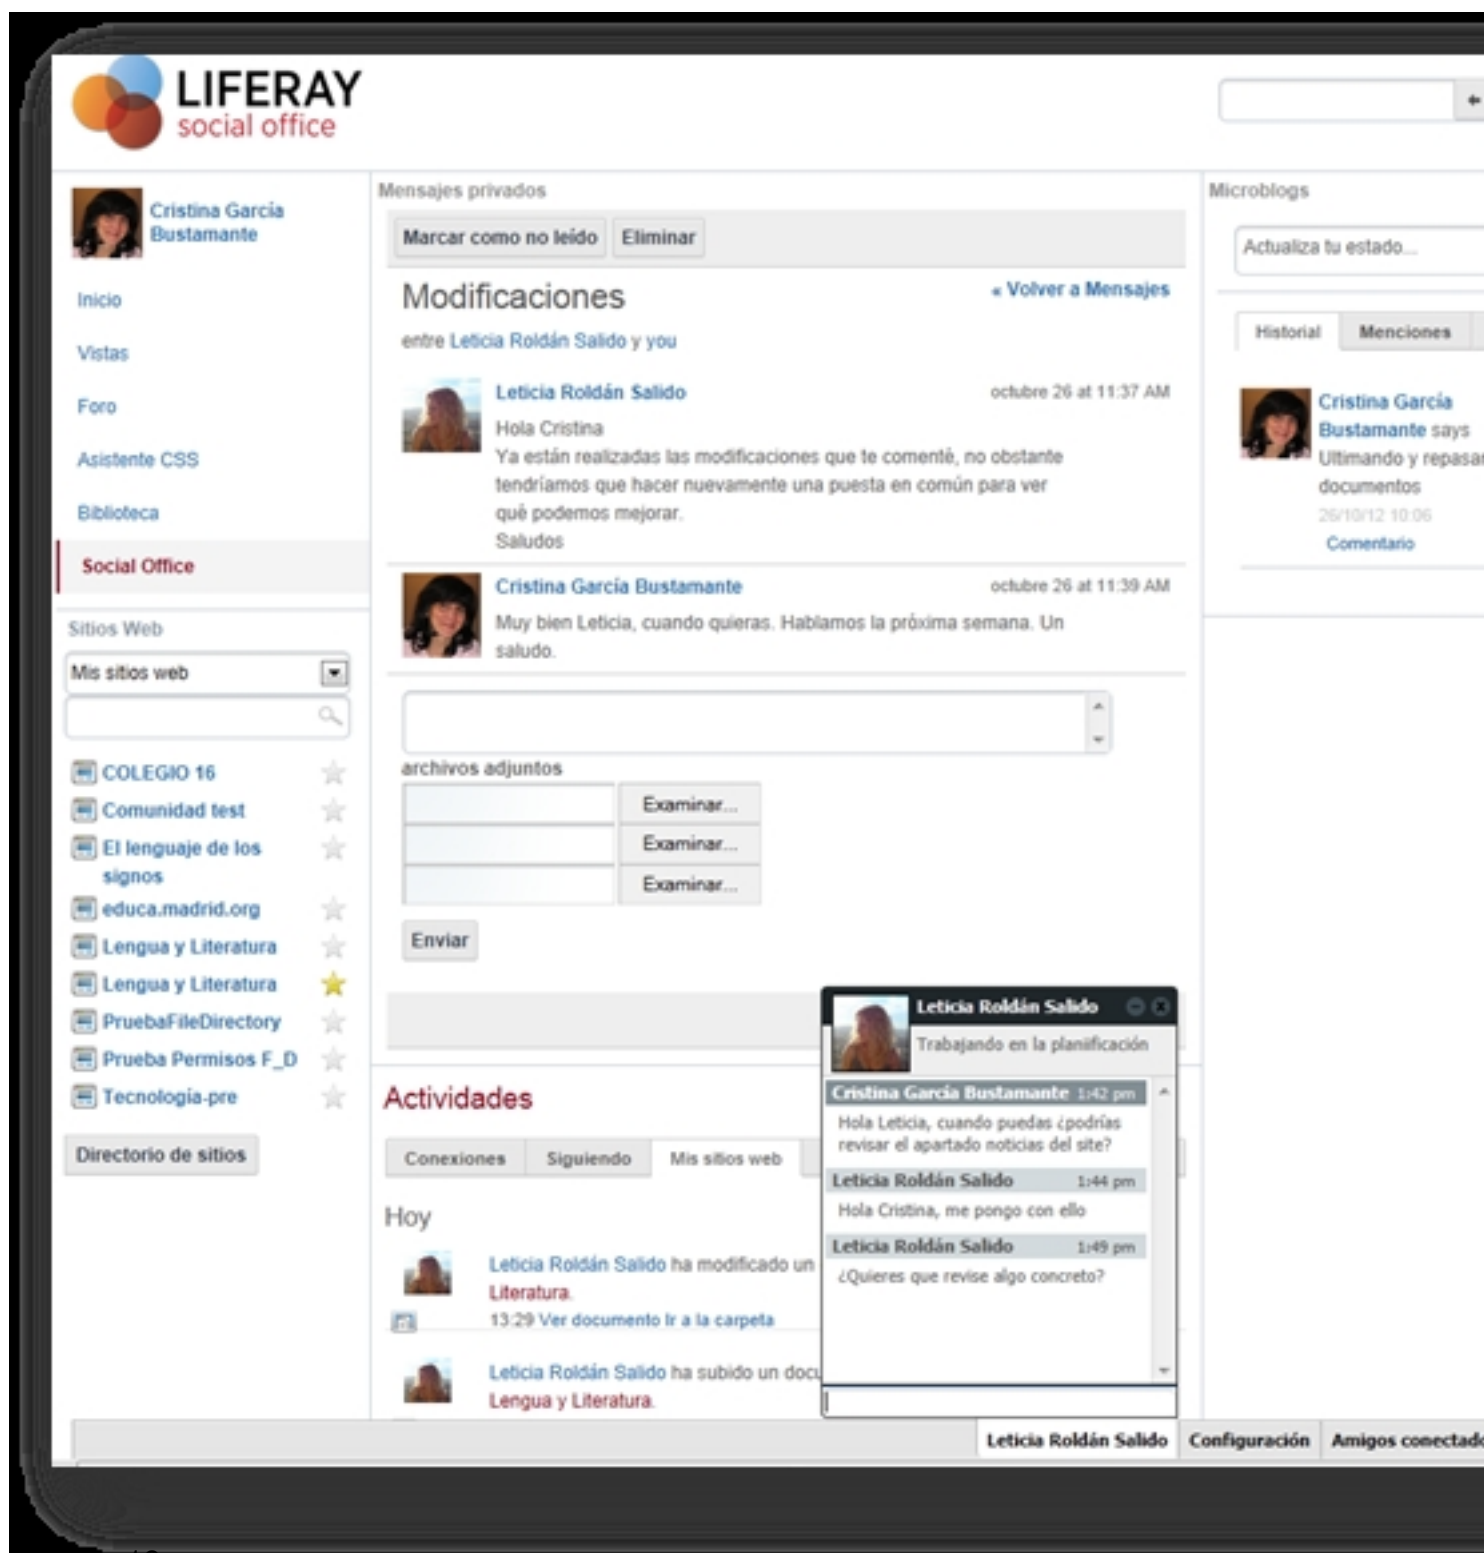 LIFERAY
social office
Cristina García
Bustamante
Inicio
Vistas
Foro
Asistente CSS
Biblioteca
Social Office
Sitios Web
Mis sitios web
COLEGIO 16
Comunidad test
El lenguaje de los
signos
educa.madrid.org
Lengua y Literatura
Lengua y Literatura
PruebaFileDirectory
Prueba Permisos F_D
Tecnología-pre
Directorio de sitios
Mensajes privados
Marcar como no leído Eliminar
Modificaciones
« Volver a Mensajes
entre Leticia Roldán Salido y you
Leticia Roldán Salido
octubre 26 at 11:37 AM
Hola Cristina
Ya están realizadas las modificaciones que te comenté, no obstante
tendríamos que hacer nuevamente una puesta en común para ver
qué podemos mejorar.
Saludos
Cristina García Bustamante
octubre 26 at 11:39 AM
Muy bien Leticia, cuando quieras. Hablamos la próxima semana. Un
saludo.
archivos adjuntos
Examinar...
Examinar...
Examinar...
Enviar
Actividades
Conexiones Siguiendo Mis sitios web
Hoy
Leticia Roldán Salido ha modificado un
Literatura.
13:29 Ver documento Ir a la carpeta
Leticia Roldán Salido ha subido un docu
Lengua y Literatura.
Leticia Roldán Salido
Trabajando en la planiificación
Cristina García Bustamante 1:42 pm
Hola Leticia, cuando puedas ¿podrías
revisar el apartado noticias del site?
Leticia Roldán Salido 1:44 pm
Hola Cristina, me pongo con ello
Leticia Roldán Salido 1:49 pm
¿Quieres que revise algo concreto?
Leticia Roldán Salido Configuración Amigos conectado
Microblogs
Actualiza tu estado...
Historial Menciones
Cristina García
Bustamante says
Ultimando y repasar
documentos
26/10/12 10:06
Comentario